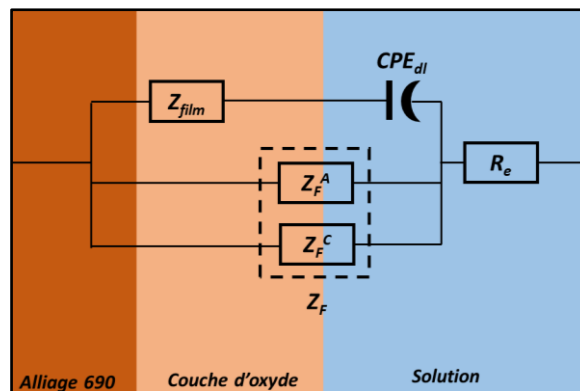 CPE_dl
Z_film
Z_F^A
R_e
Z_F^C
Z_F
Alliage 690
Couche d'oxyde
Solution